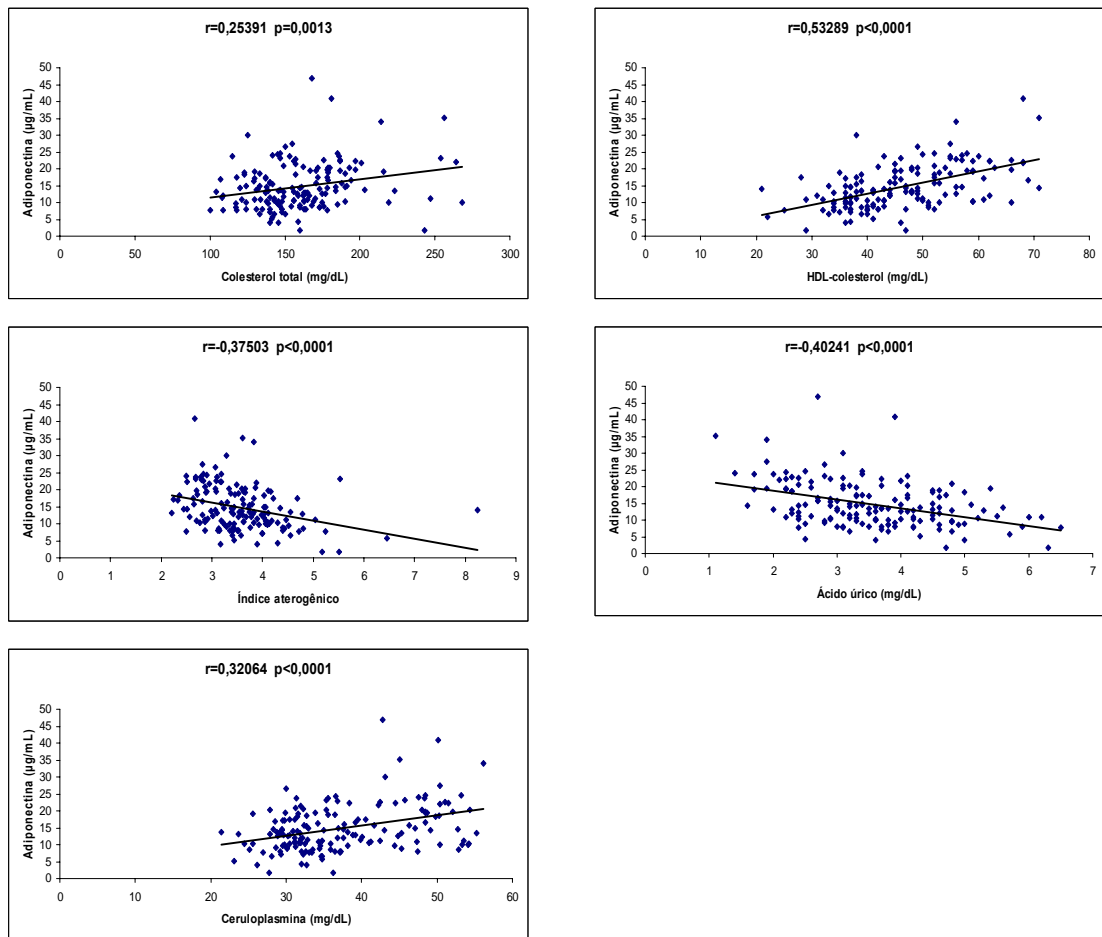 r=0,25391 p=0,0013
50
45
40
35
30
25
20
15
10
5
0
Adiponectina (µg/mL)
0 50 100 150 200 250 300
Colesterol total (mg/dL)
r=0,53289 p<0,0001
50
45
40
35
30
25
20
15
10
5
0
Adiponectina (µg/mL)
0 10 20 30 40 50 60 70 80
HDL-colesterol (mg/dL)
r=-0,37503 p<0,0001
50
45
40
35
30
25
20
15
10
5
0
Adiponectina (µg/mL)
0 1 2 3 4 5 6 7 8 9
Índice aterogênico
r=-0,40241 p<0,0001
50
45
40
35
30
25
20
15
10
5
0
Adiponectina (µg/mL)
0 1 2 3 4 5 6 7
Ácido úrico (mg/dL)
r=0,32064 p<0,0001
50
45
40
35
30
25
20
15
10
5
0
Adiponectina (µg/mL)
0 10 20 30 40 50 60
Ceruloplasmina (mg/dL)